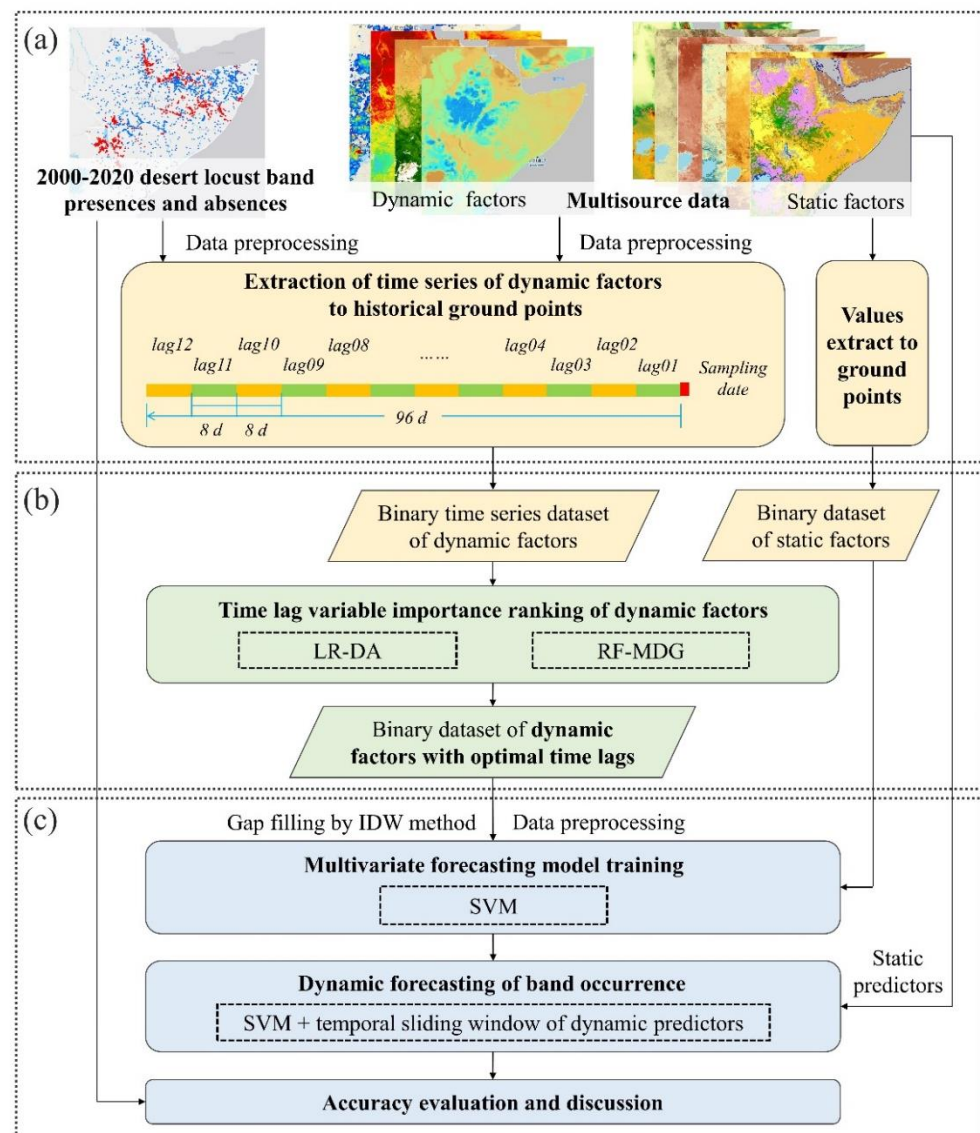 (a)
2000-2020 desert locust band
presences and absences
Dynamic factors
Multisource data
Static factors
Data preprocessing
Data preprocessing
Extraction of time series of dynamic factors
to historical ground points
lag12
lag11
lag10
lag09
lag08
……
lag04
lag03
lag02
lag01
Sampling
date
8 d
8 d
96 d
Values
extract to
ground
points
(b)
Binary time series dataset
of dynamic factors
Binary dataset
of static factors
Time lag variable importance ranking of dynamic factors
LR-DA
RF-MDG
Binary dataset of dynamic
factors with optimal time lags
(c)
Gap filling by IDW method
Data preprocessing
Multivariate forecasting model training
SVM
Static
predictors
Dynamic forecasting of band occurrence
SVM + temporal sliding window of dynamic predictors
Accuracy evaluation and discussion